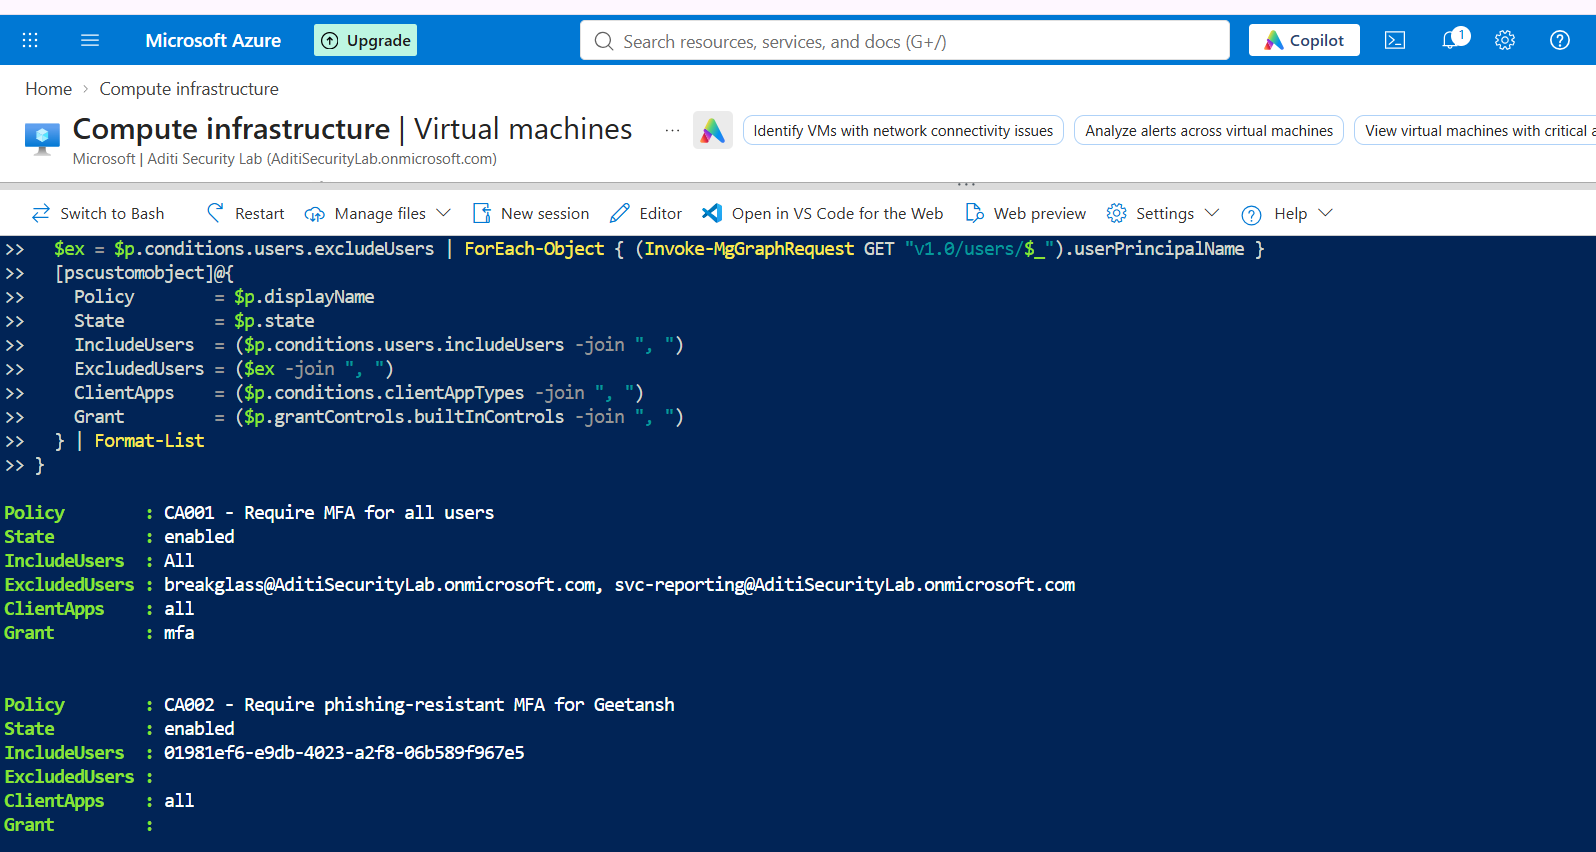 Microsoft Azure
Upgrade
Search resources, services, and docs (G+/)
Copilot
1
Home > Compute infrastructure
Compute infrastructure | Virtual machines
...
Identify VMs with network connectivity issues
Analyze alerts across virtual machines
View virtual machines with critical a
Microsoft | Aditi Security Lab (AditiSecurityLab.onmicrosoft.com)
Switch to Bash
Restart
Manage files
New session
Editor
Open in VS Code for the Web
Web preview
Settings
Help
>>   $ex = $p.conditions.users.excludeUsers | ForEach-Object { (Invoke-MgGraphRequest GET "v1.0/users/$_").userPrincipalName }
>>   [pscustomobject]@{
>>     Policy        = $p.displayName
>>     State         = $p.state
>>     IncludeUsers  = ($p.conditions.users.includeUsers -join ", ")
>>     ExcludedUsers = ($ex -join ", ")
>>     ClientApps    = ($p.conditions.clientAppTypes -join ", ")
>>     Grant         = ($p.grantControls.builtInControls -join ", ")
>>   } | Format-List
>> }
Policy        : CA001 - Require MFA for all users
State         : enabled
IncludeUsers  : All
ExcludedUsers : breakglass@AditiSecurityLab.onmicrosoft.com, svc-reporting@AditiSecurityLab.onmicrosoft.com
ClientApps    : all
Grant         : mfa
Policy        : CA002 - Require phishing-resistant MFA for Geetansh
State         : enabled
IncludeUsers  : 01981ef6-e9db-4023-a2f8-06b589f967e5
ExcludedUsers :
ClientApps    : all
Grant         :